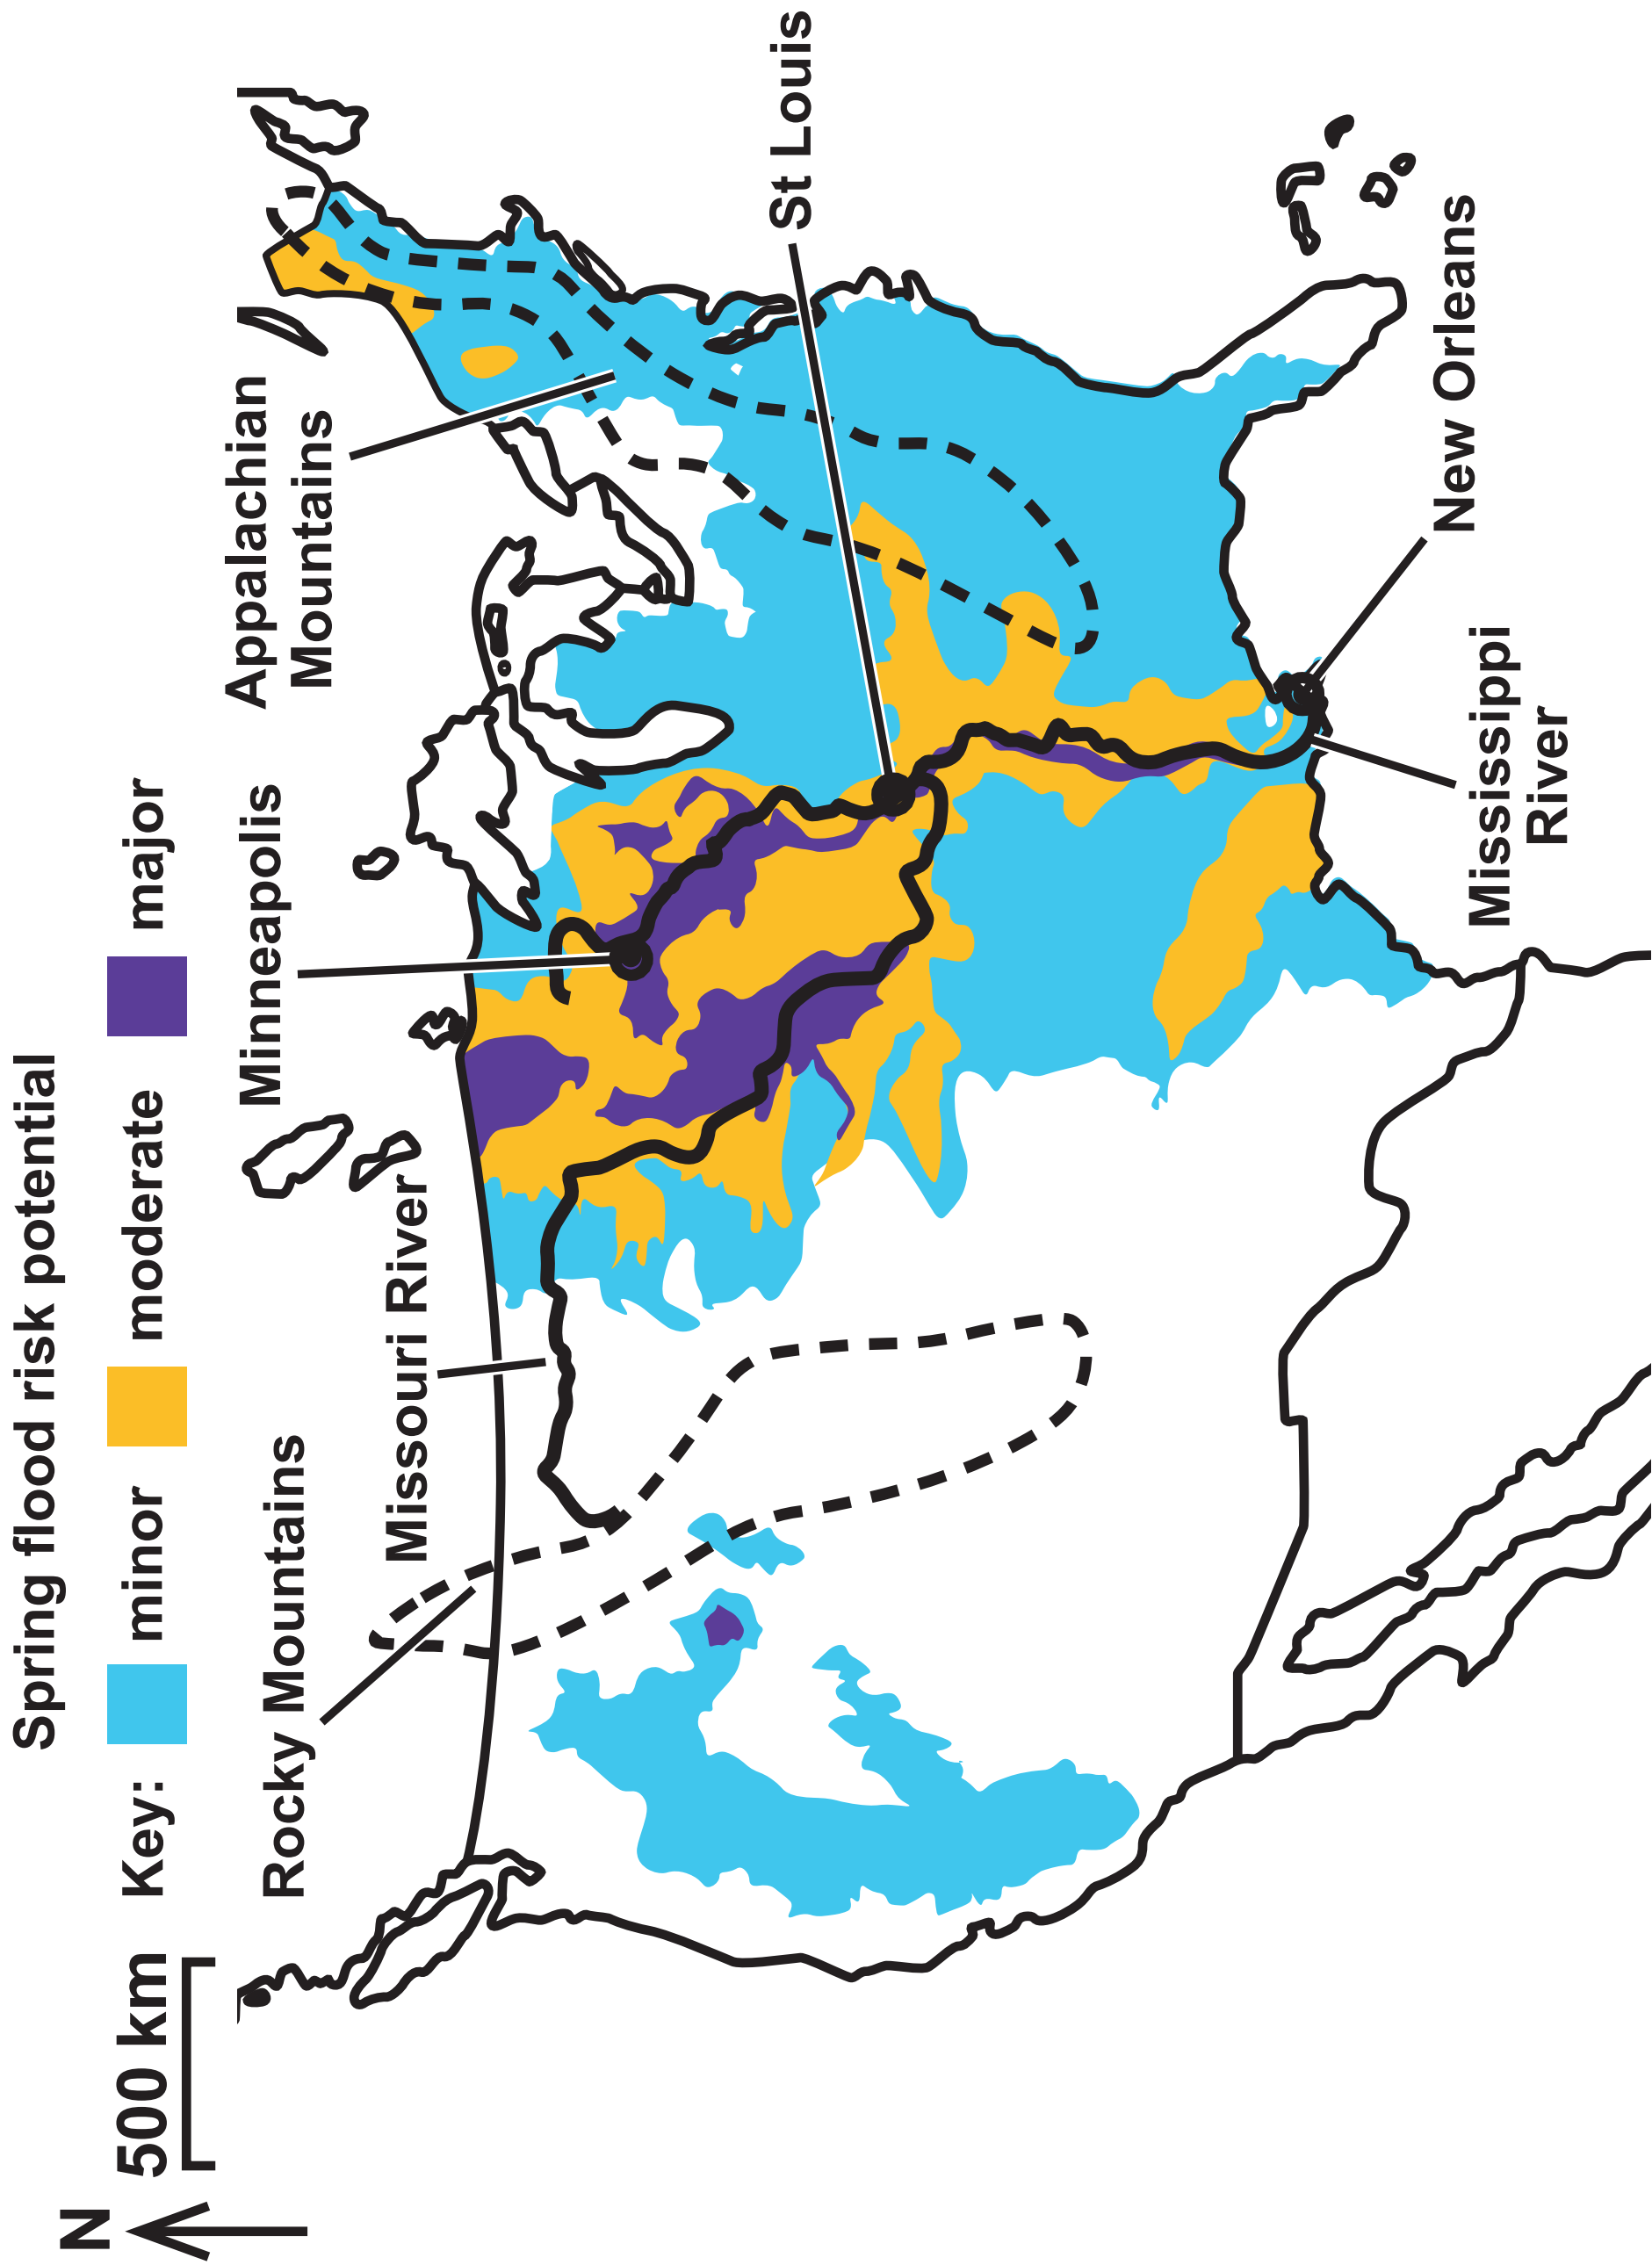 Spring flood risk potential
N
500 km
Key:
minor
moderate
major
Rocky Mountains
Missouri River
Minneapolis
Appalachian
Mountains
St Louis
New Orleans
Mississippi
River